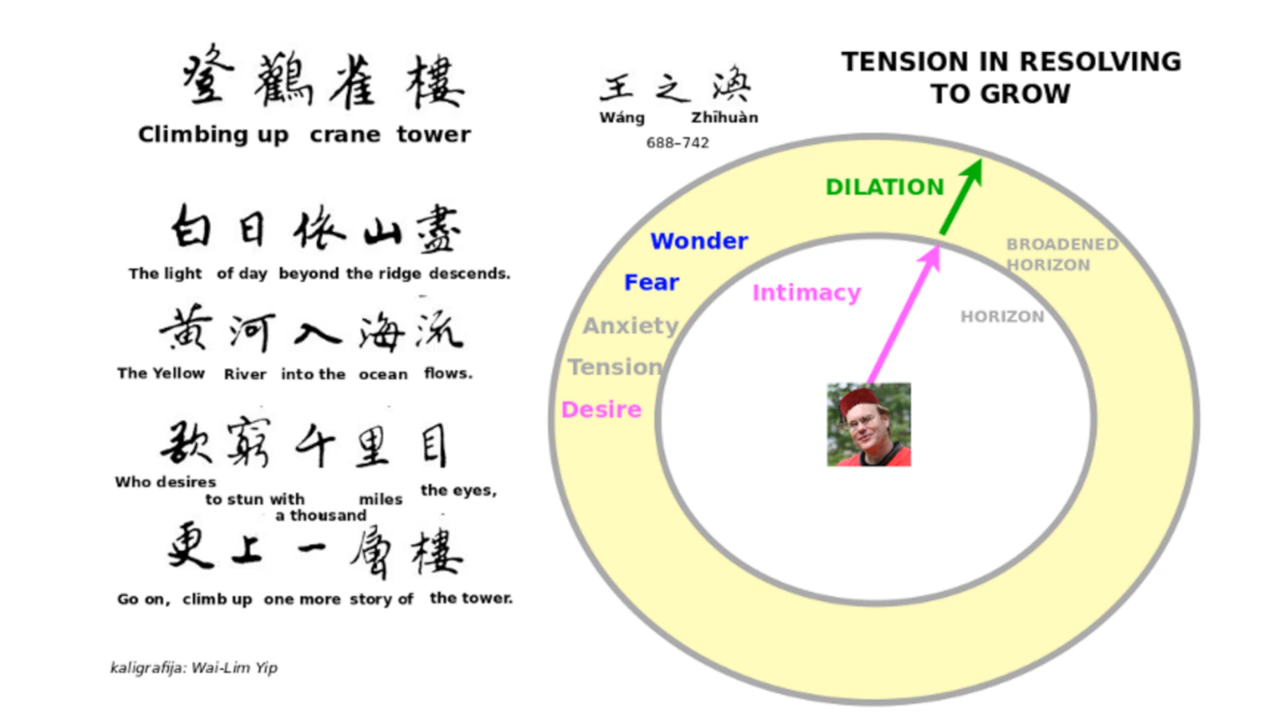 登 鸛 雀 樓
Climbing up crane tower
白 日 依 山 盡
The light of day beyond the ridge descends.
黃 河 入 海 流
The Yellow River into the ocean flows.
欲 窮 千 里 目
Who desires to stun with a thousand miles the eyes,
更 上 一 層 樓
Go on, climb up one more story of the tower.
kaligrafija: Wai-Lim Yip
王 之 渙
Wáng Zhīhuàn
688–742
TENSION IN RESOLVING
TO GROW
DILATION
Wonder
Fear
Anxiety
Tension
Desire
Intimacy
BROADENED
HORIZON
HORIZON